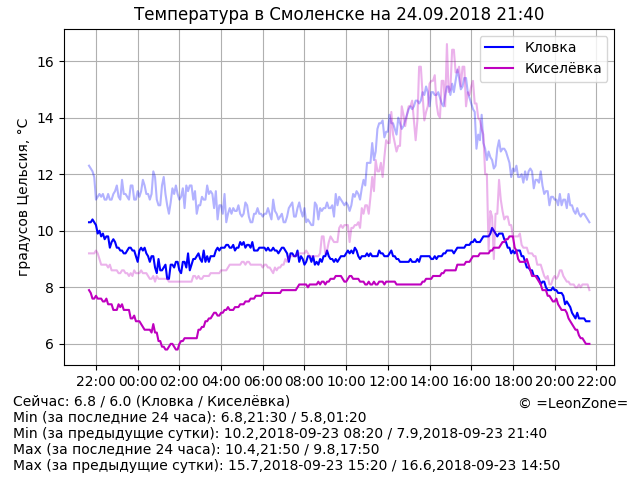 Температура в Смоленске на 24.09.2018 21:40
градусов Цельсия, °C
16
14
12
10
8
6
Кловка
Киселёвка
22:00 00:00 02:00 04:00 06:00 08:00 10:00 12:00 14:00 16:00 18:00 20:00 22:00
Сейчас: 6.8 / 6.0 (Кловка / Киселёвка)
© =LeonZone=
Min (за последние 24 часа): 6.8,21:30 / 5.8,01:20
Min (за предыдущие сутки): 10.2,2018-09-23 08:20 / 7.9,2018-09-23 21:40
Max (за последние 24 часа): 10.4,21:50 / 9.8,17:50
Max (за предыдущие сутки): 15.7,2018-09-23 15:20 / 16.6,2018-09-23 14:50